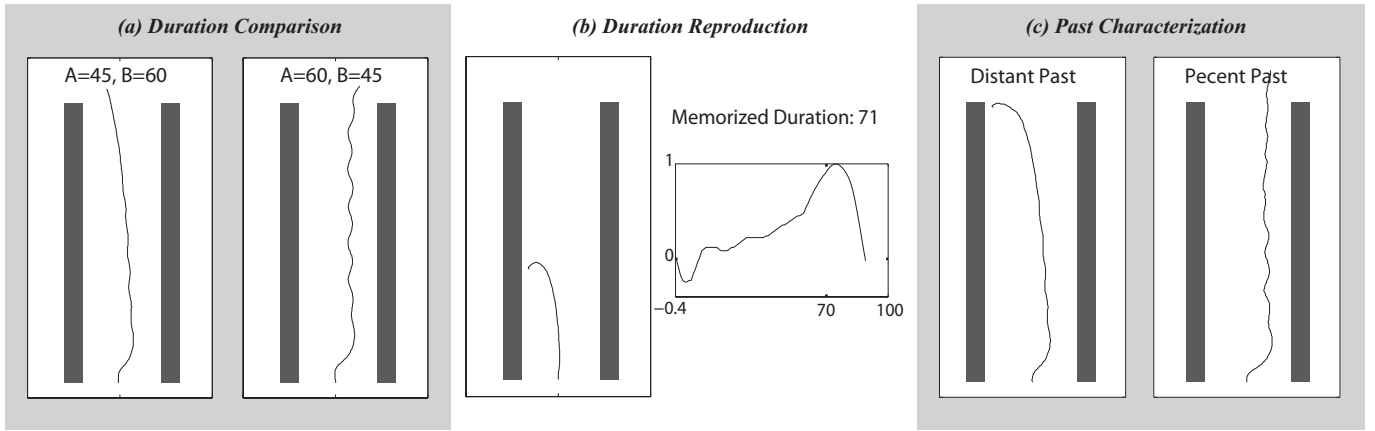 (a) Duration Comparison
A=45, B=60
A=60, B=45
(b) Duration Reproduction
Memorized Duration: 71
1
0
−0.4
70
100
(c) Past Characterization
Distant Past
Pecent Past